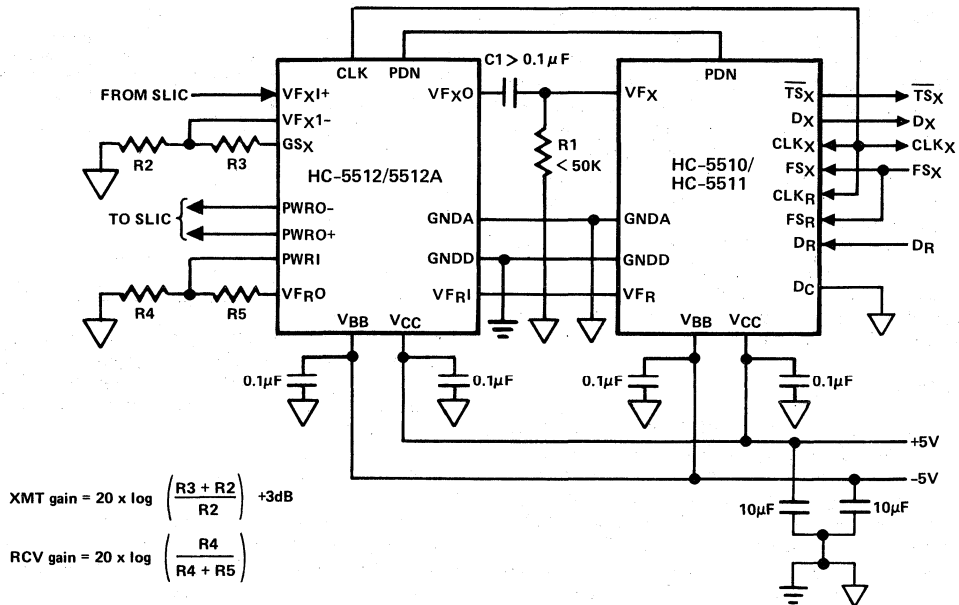 CLK
PDN
C1 > 0.1 µF
PDN
FROM SLIC
VFXI+
VFXO
VFX
TSX
TSX
VFX1−
DX
DX
R2
R3
GSX
R1
< 50K
CLKX
CLKX
HC-5512/5512A
HC-5510/
HC-5511
FSX
FSX
CLKR
TO SLIC
PWRO−
PWRO+
GNDA
GNDA
FSR
PWRI
GNDD
GNDD
DR
DR
R4
R5
VFRO
VFRI
VFR
DC
VBB
VCC
VBB
VCC
0.1µF
0.1µF
0.1µF
0.1µF
+5V
−5V
XMT gain = 20 x log (R3 + R2 / R2) +3dB
10µF
10µF
RCV gain = 20 x log (R4 / R4 + R5)